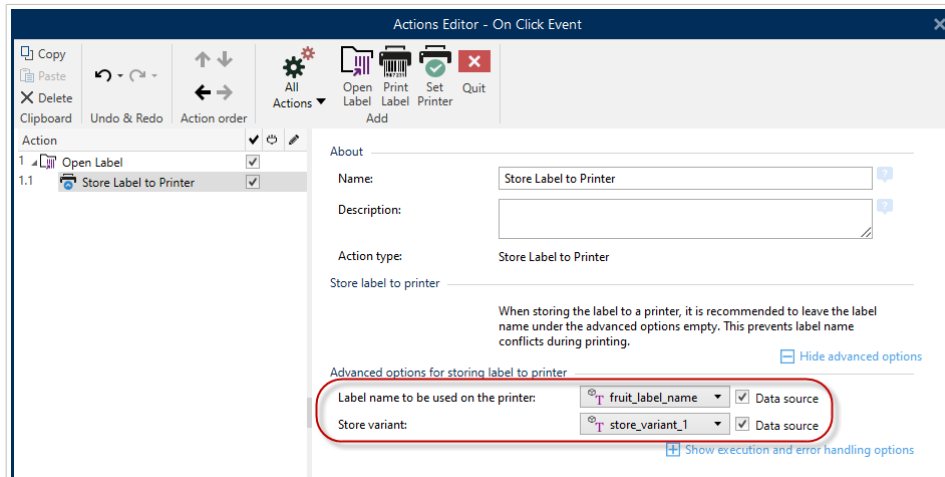 Actions Editor - On Click Event
Copy
Paste
Delete
Clipboard
Undo & Redo
Action order
All
Actions
Open
Label
Print
Label
Set
Printer
Quit
Add
Action
1 Open Label
1.1 Store Label to Printer
About
Name: Store Label to Printer
Description:
Action type: Store Label to Printer
Store label to printer
When storing the label to a printer, it is recommended to leave the label
name under the advanced options empty. This prevents label name
conflicts during printing.
Hide advanced options
Advanced options for storing label to printer
Label name to be used on the printer: fruit_label_name Data source
Store variant: store_variant_1 Data source
Show execution and error handling options